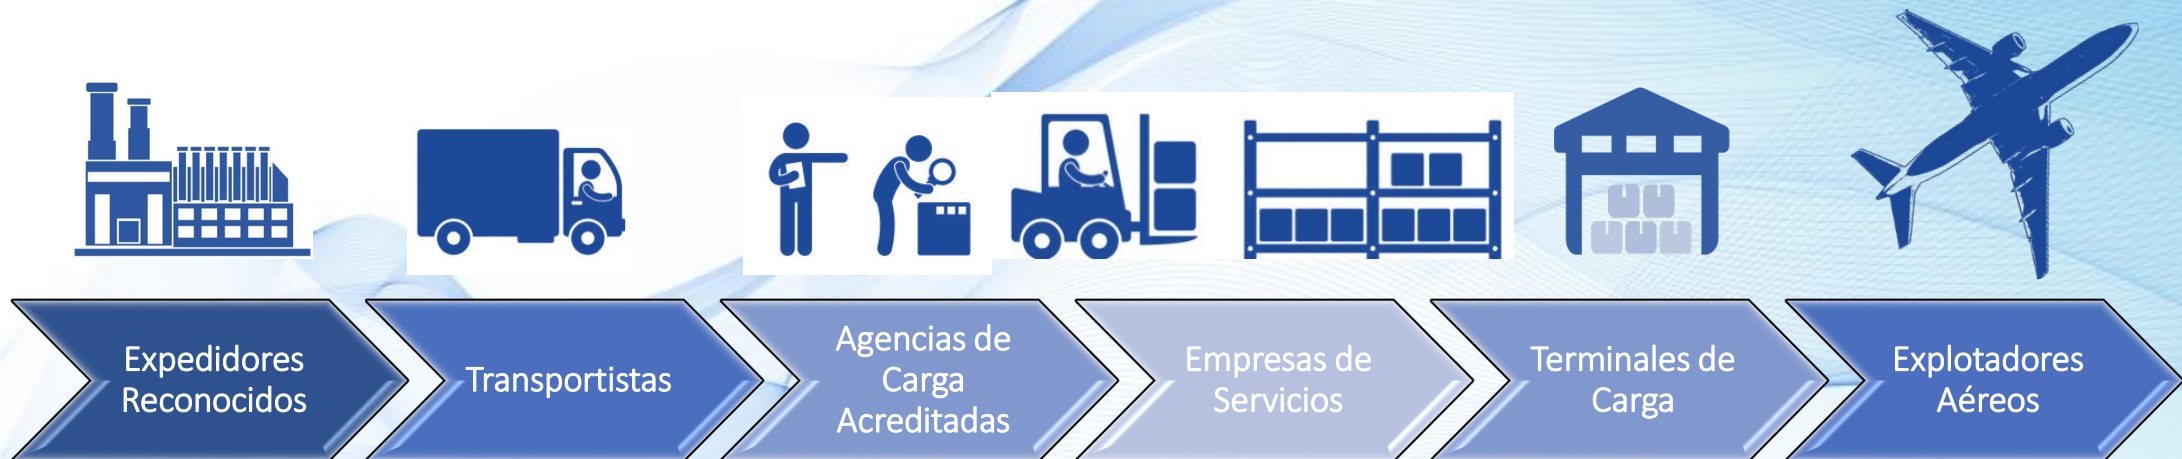 Expedidores
Reconocidos
Transportistas
Agencias de
Carga
Acreditadas
Empresas de
Servicios
Terminales de
Carga
Explotadores
Aéreos